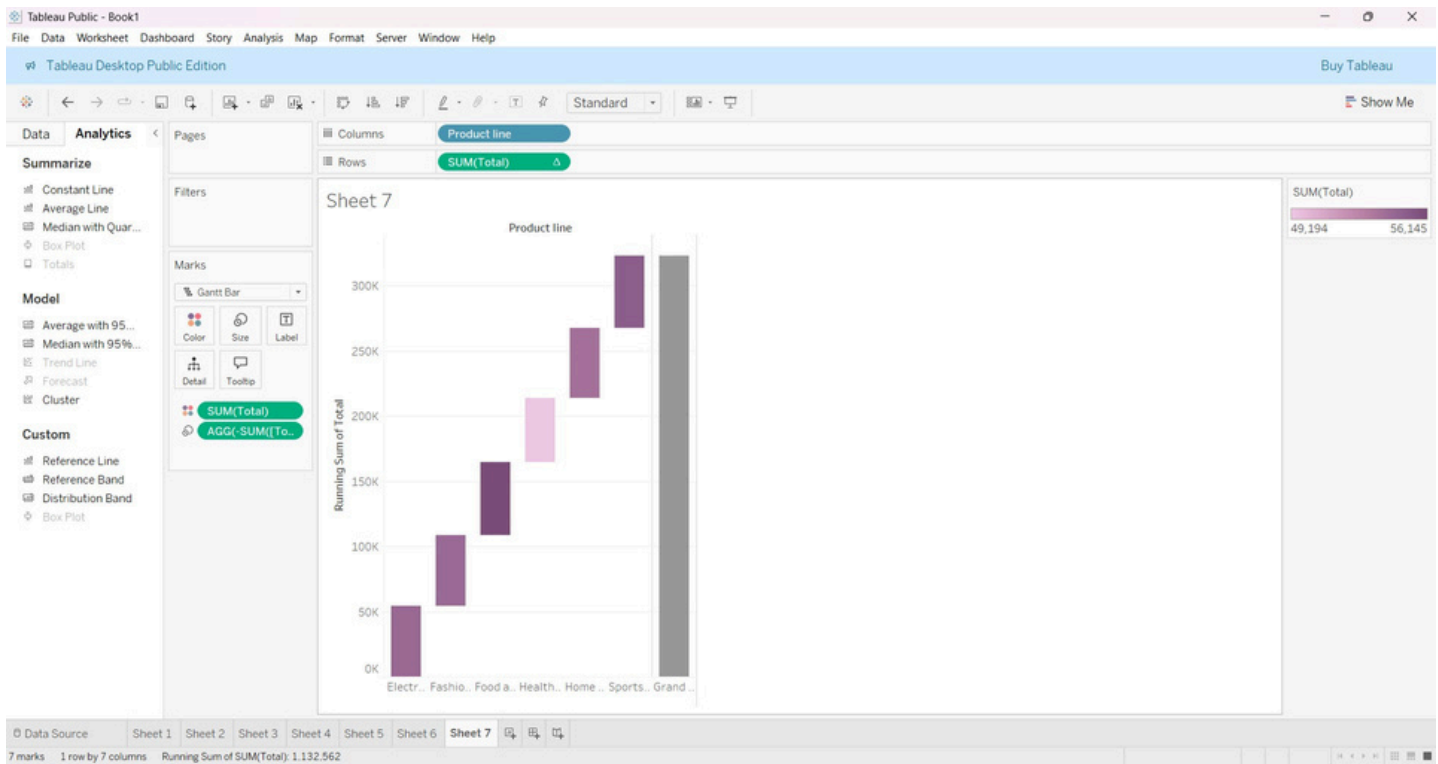 Tableau Public - Book1
File Data Worksheet Dashboard Story Analysis Map Format Server Window Help
Tableau Desktop Public Edition Buy Tableau
Standard Show Me
Data Analytics
Summarize
Constant Line
Average Line
Median with Quar...
Box Plot
Totals
Model
Average with 95...
Median with 95%...
Trend Line
Forecast
Cluster
Custom
Reference Line
Reference Band
Distribution Band
Box Plot
Pages
Filters
Marks
Gantt Bar
Color Size Label
Detail Tooltip
SUM(Total)
AGG(-SUM([To..
Columns Product line
Rows SUM(Total) Δ
Sheet 7
Product line
Running Sum of Total
300K
250K
200K
150K
100K
50K
0K
Electr.. Fashio.. Food a.. Health.. Home .. Sports.. Grand ..
SUM(Total)
49,194 56,145
Data Source Sheet 1 Sheet 2 Sheet 3 Sheet 4 Sheet 5 Sheet 6 Sheet 7
7 marks 1 row by 7 columns Running Sum of SUM(Total): 1.132.562